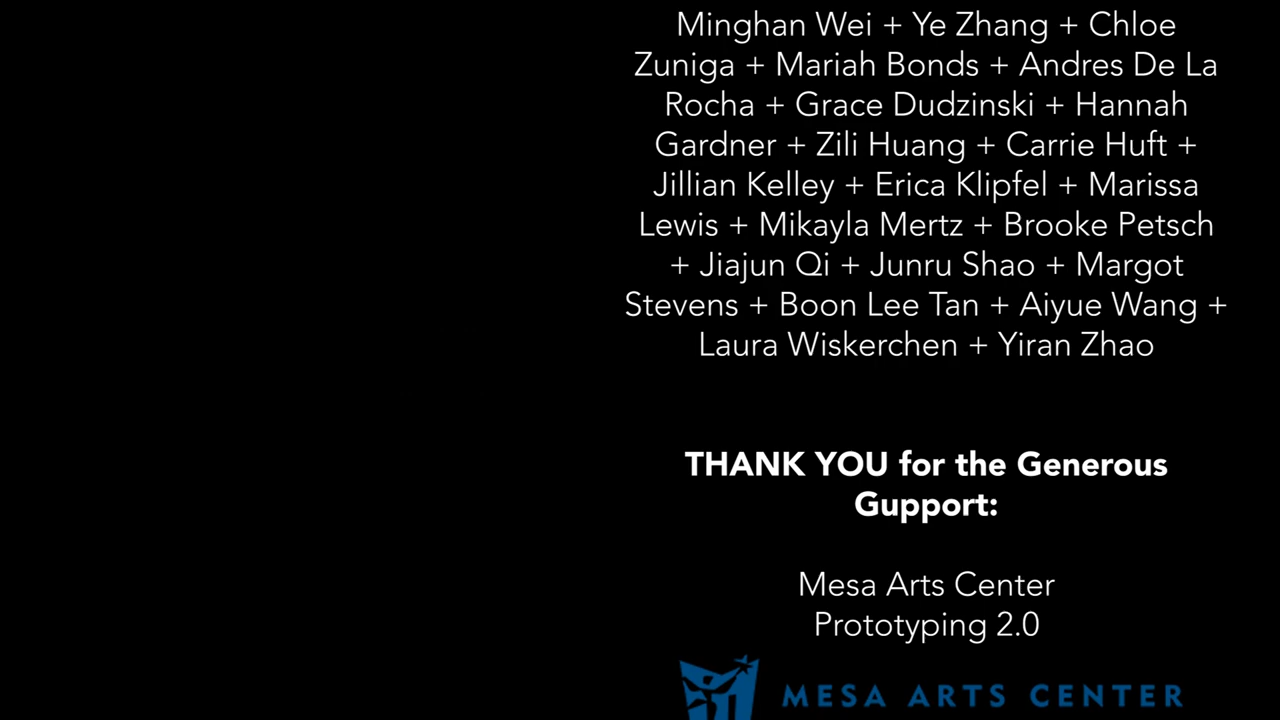 Minghan Wei + Ye Zhang + Chloe
Zuniga + Mariah Bonds + Andres De La
Rocha + Grace Dudzinski + Hannah
Gardner + Zili Huang + Carrie Huft +
Jillian Kelley + Erica Klipfel + Marissa
Lewis + Mikayla Mertz + Brooke Petsch
+ Jiajun Qi + Junru Shao + Margot
Stevens + Boon Lee Tan + Aiyue Wang +
Laura Wiskerchen + Yiran Zhao
THANK YOU for the Generous
Gupport:
Mesa Arts Center
Prototyping 2.0
MESA ARTS CENTER